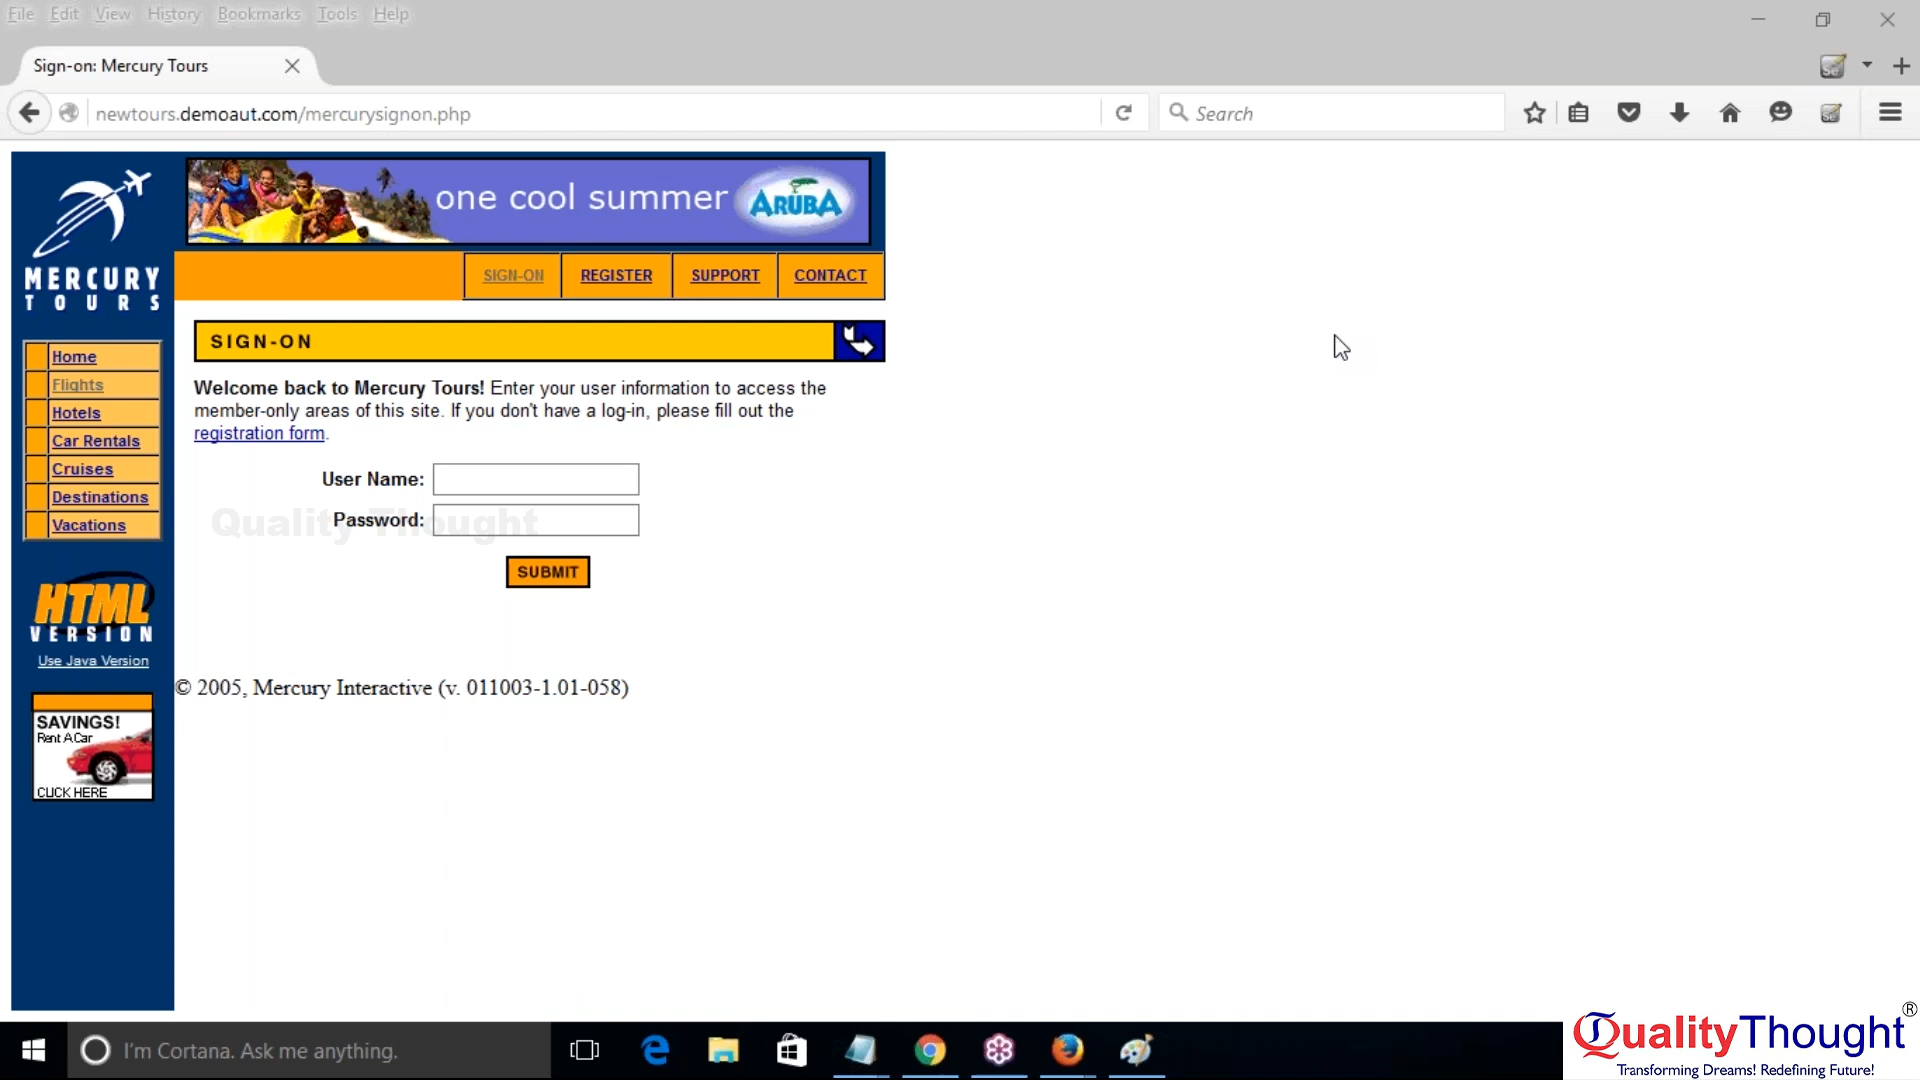 File Edit View History Bookmarks Tools Help
Sign-on: Mercury Tours
newtours.demoaut.com/mercurysignon.php
Search
MERCURY
TOURS
one cool summer ARUBA
SIGN-ON REGISTER SUPPORT CONTACT
SIGN-ON
Welcome back to Mercury Tours! Enter your user information to access the
member-only areas of this site. If you don't have a log-in, please fill out the
registration form.
User Name:
Password:
Quality Thought
SUBMIT
Home
Flights
Hotels
Car Rentals
Cruises
Destinations
Vacations
HTML
VERSION
Use Java Version
© 2005, Mercury Interactive (v. 011003-1.01-058)
SAVINGS!
Rent A Car
CLICK HERE
I'm Cortana. Ask me anything.
QualityThought®
Transforming Dreams! Redefining Future!